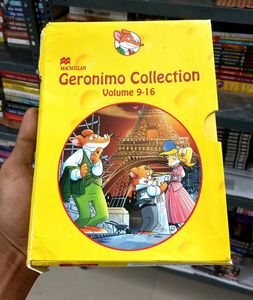 MACMILLAN
Geronimo Collection
Volume 9-16